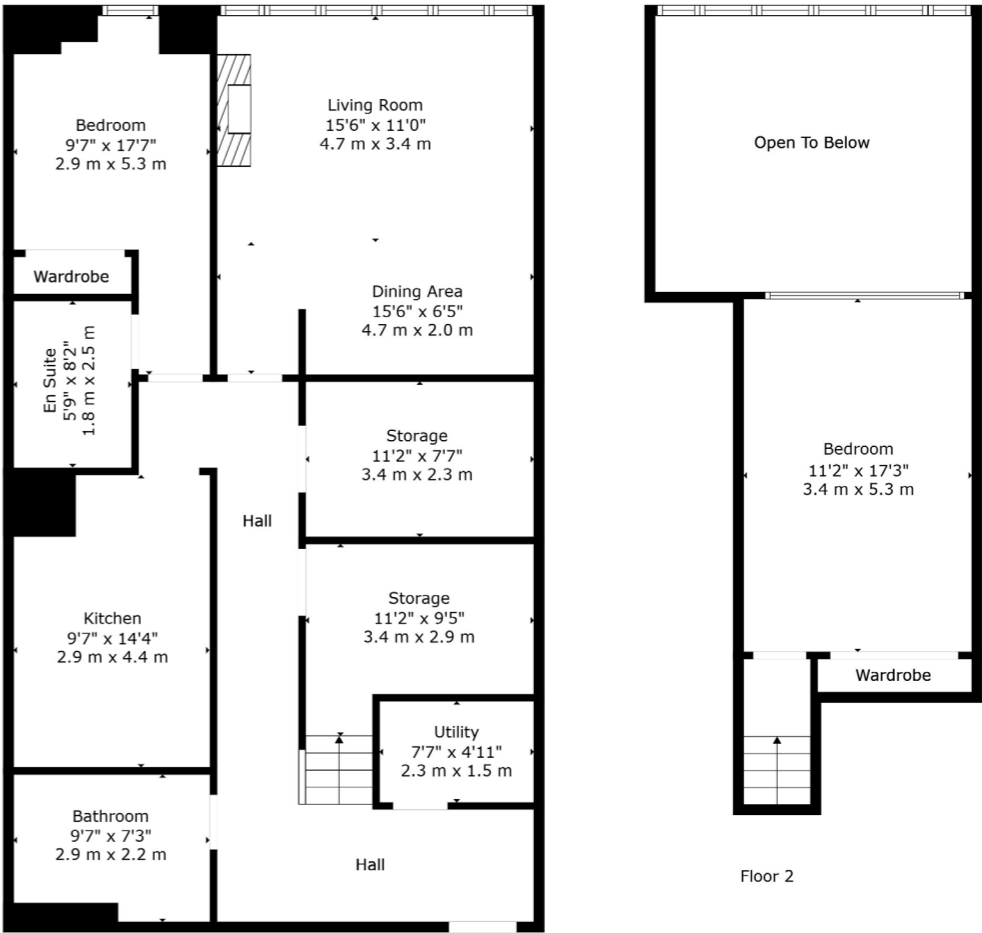 Bedroom
9'7" x 17'7"
2.9 m x 5.3 m
Living Room
15'6" x 11'0"
4.7 m x 3.4 m
Wardrobe
Dining Area
15'6" x 6'5"
4.7 m x 2.0 m
En Suite
5'9" x 8'2"
1.8 m x 2.5 m
Storage
11'2" x 7'7"
3.4 m x 2.3 m
Hall
Storage
11'2" x 9'5"
3.4 m x 2.9 m
Kitchen
9'7" x 14'4"
2.9 m x 4.4 m
Utility
7'7" x 4'11"
2.3 m x 1.5 m
Bathroom
9'7" x 7'3"
2.9 m x 2.2 m
Hall
Open To Below
Bedroom
11'2" x 17'3"
3.4 m x 5.3 m
Wardrobe
Floor 2